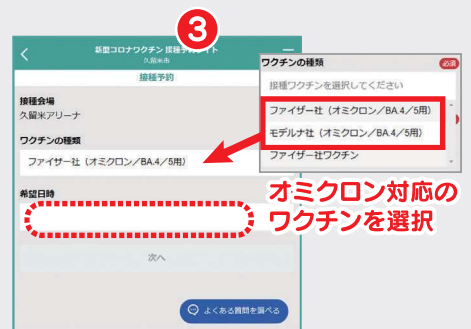 3
新型コロナワクチン 接種予約サイト
久留米市
接種予約
接種会場
久留米アリーナ
ワクチンの種類
ファイザー社（オミクロン／BA.4／5用）
希望日時
次へ
よくある質問を調べる
ワクチンの種類
必須
接種ワクチンを選択してください
ファイザー社（オミクロン／BA.4／5用）
モデルナ社（オミクロン／BA.4／5用）
ファイザー社ワクチン
オミクロン対応の
ワクチンを選択